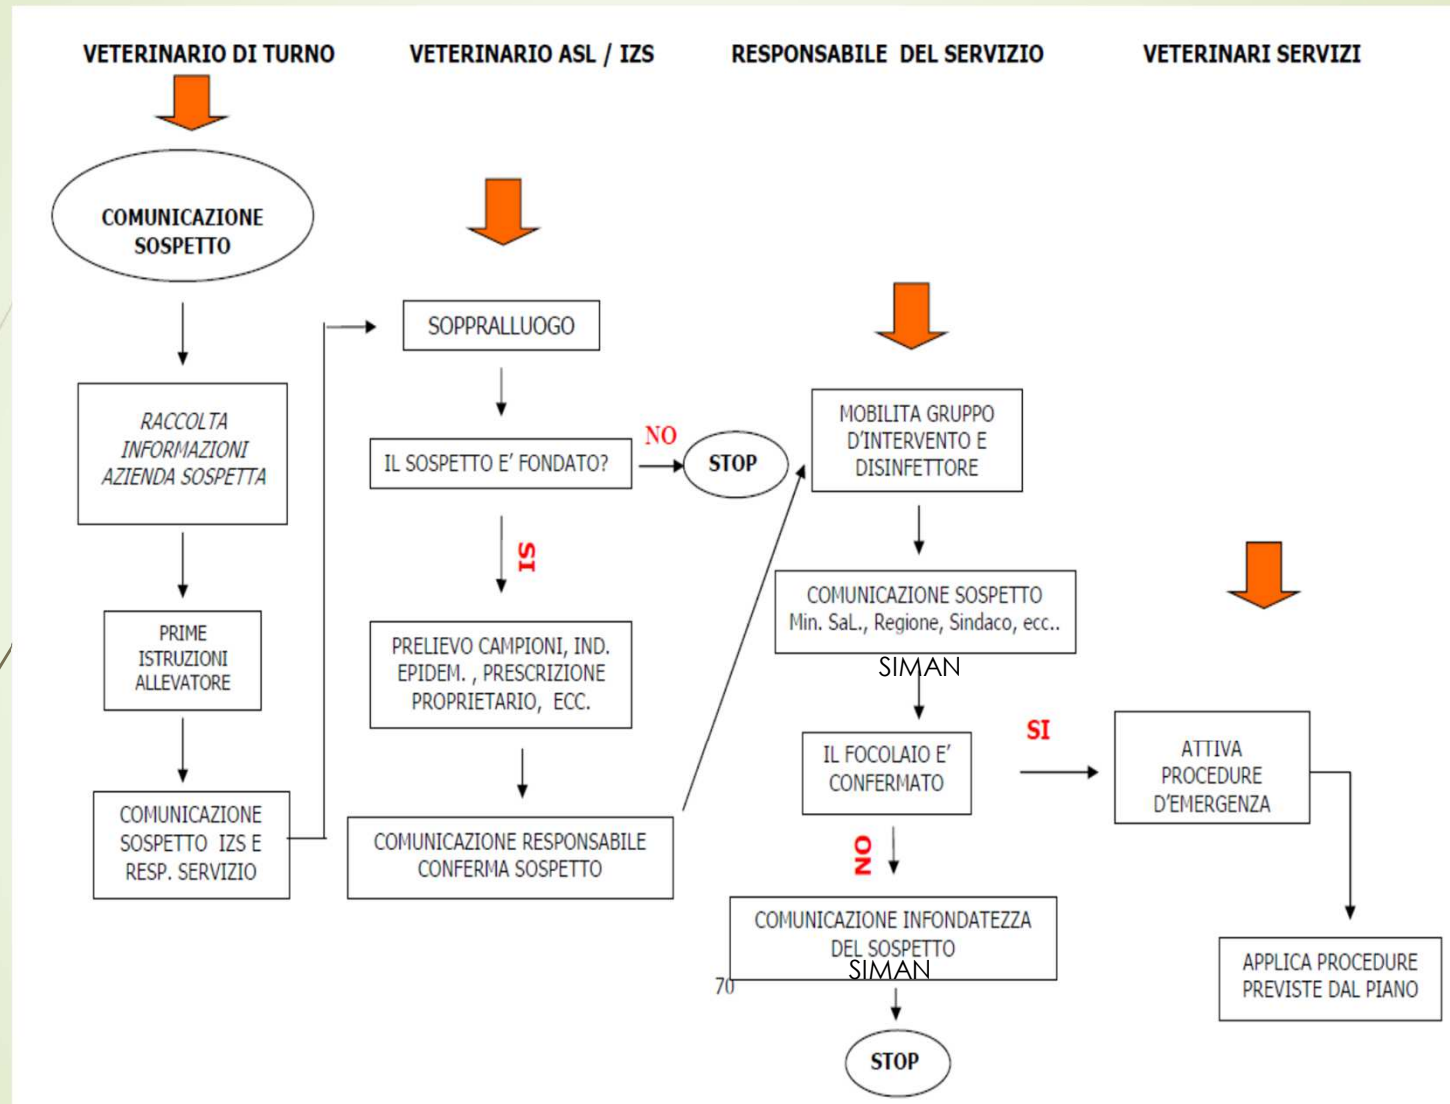 VETERINARIO DI TURNO
COMUNICAZIONE
SOSPETTO
RACCOLTA
INFORMAZIONI
AZIENDA SOSPETTA
PRIME
ISTRUZIONI
ALLEVATORE
COMUNICAZIONE
SOSPETTO IZS E
RESP. SERVIZIO
VETERINARIO ASL / IZS
SOPPRALLUOGO
IL SOSPETTO E' FONDATO?
NO
STOP
SI
PRELIEVO CAMPIONI, IND.
EPIDEM. , PRESCRIZIONE
PROPRIETARIO, ECC.
COMUNICAZIONE RESPONSABILE
CONFERMA SOSPETTO
RESPONSABILE DEL SERVIZIO
MOBILITA GRUPPO
D'INTERVENTO E
DISINFETTORE
COMUNICAZIONE SOSPETTO
Min. SaL., Regione, Sindaco, ecc..
SIMAN
IL FOCOLAIO E'
CONFERMATO
SI
NO
COMUNICAZIONE INFONDATEZZA
DEL SOSPETTO
SIMAN
70
STOP
VETERINARI SERVIZI
ATTIVA
PROCEDURE
D'EMERGENZA
APPLICA PROCEDURE
PREVISTE DAL PIANO